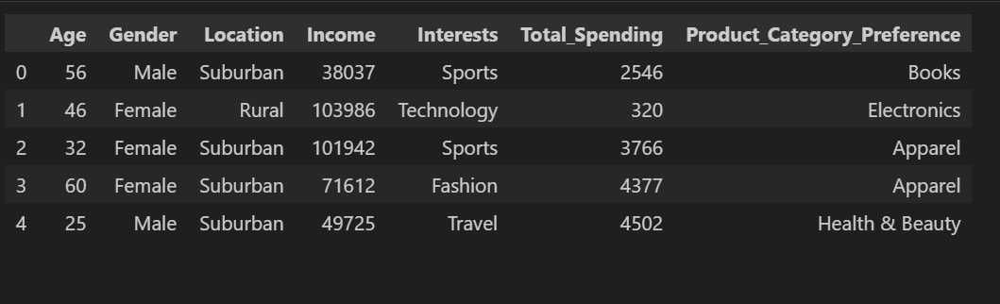 Age Gender Location Income Interests Total_Spending Product_Category_Preference
0 56 Male Suburban 38037 Sports 2546 Books
1 46 Female Rural 103986 Technology 320 Electronics
2 32 Female Suburban 101942 Sports 3766 Apparel
3 60 Female Suburban 71612 Fashion 4377 Apparel
4 25 Male Suburban 49725 Travel 4502 Health & Beauty